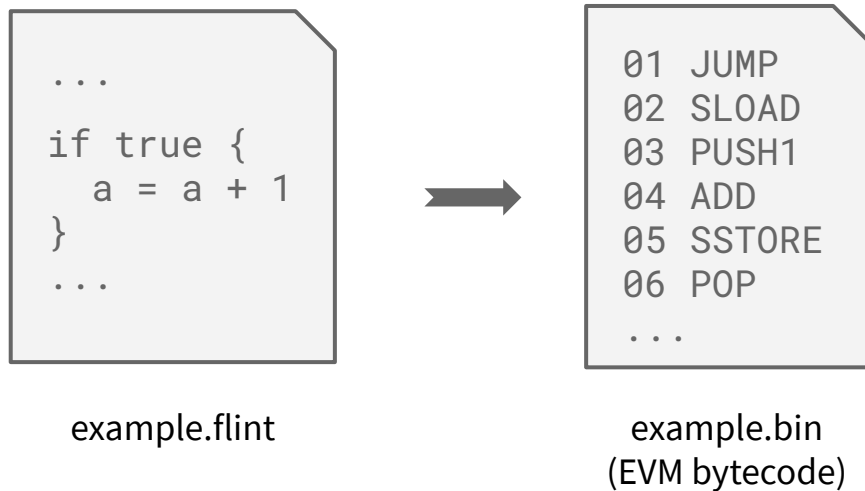 ...
if true {
  a = a + 1
}
...
example.flint
01 JUMP
02 SLOAD
03 PUSH1
04 ADD
05 SSTORE
06 POP
...
example.bin
(EVM bytecode)